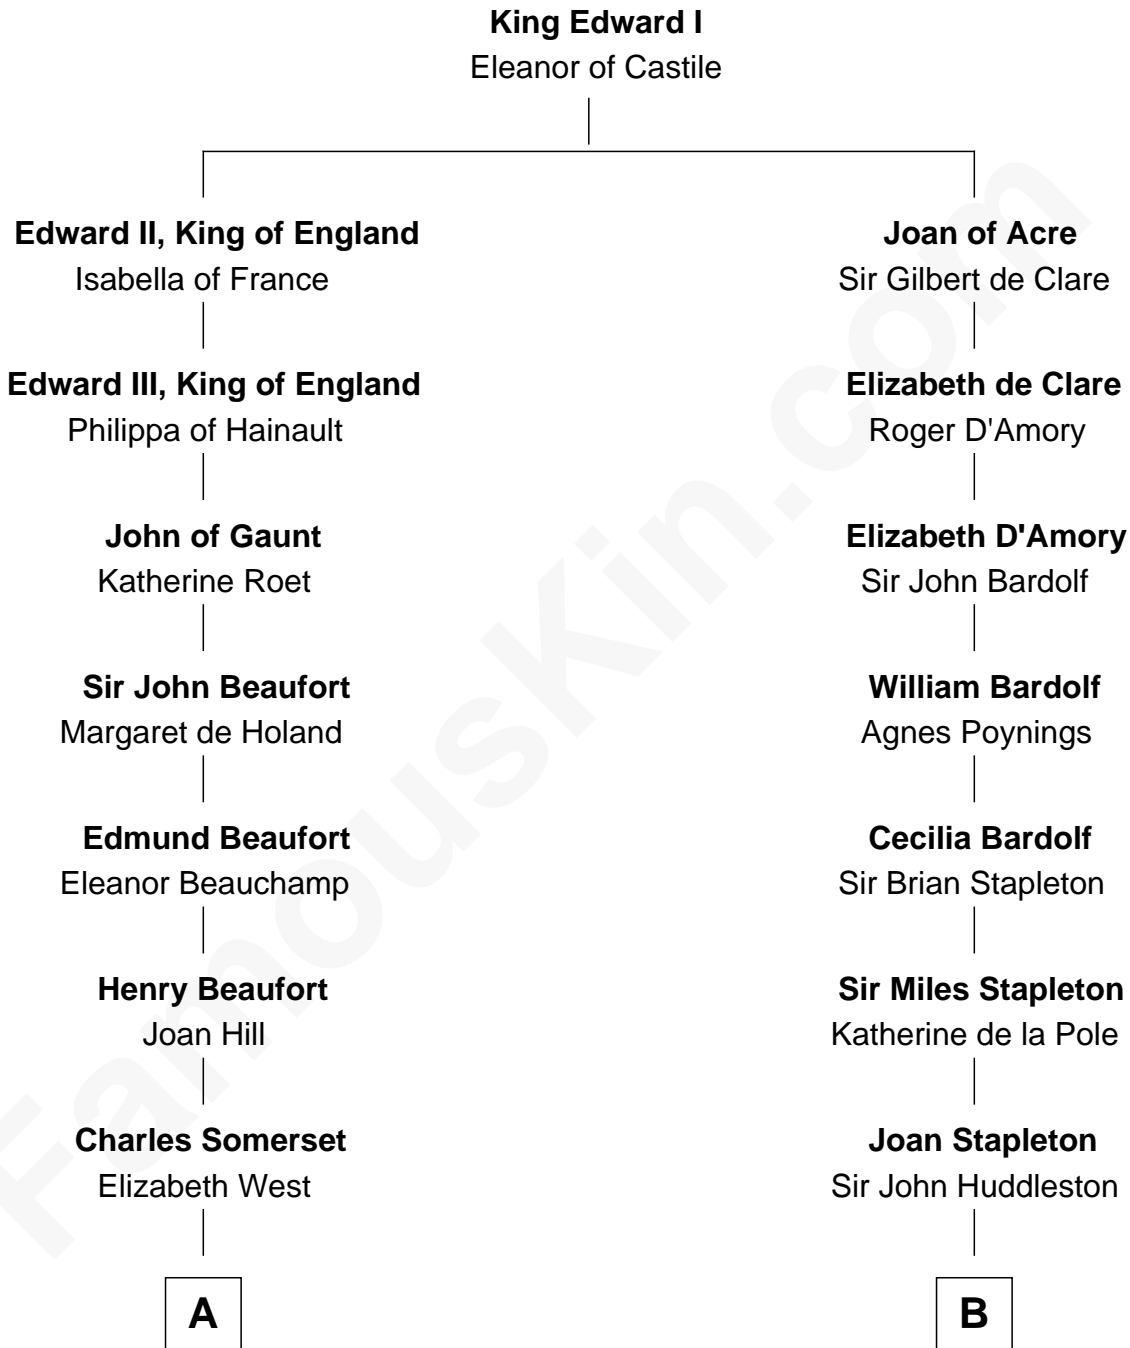 King Edward I
Eleanor of Castile
Edward II, King of England
Isabella of France
Joan of Acre
Sir Gilbert de Clare
Edward III, King of England
Philippa of Hainault
Elizabeth de Clare
Roger D'Amory
John of Gaunt
Katherine Roet
Elizabeth D'Amory
Sir John Bardolf
Sir John Beaufort
Margaret de Holand
William Bardolf
Agnes Poynings
Edmund Beaufort
Eleanor Beauchamp
Cecilia Bardolf
Sir Brian Stapleton
Henry Beaufort
Joan Hill
Sir Miles Stapleton
Katherine de la Pole
Charles Somerset
Elizabeth West
Joan Stapleton
Sir John Huddleston
A
B
FamousKin.com